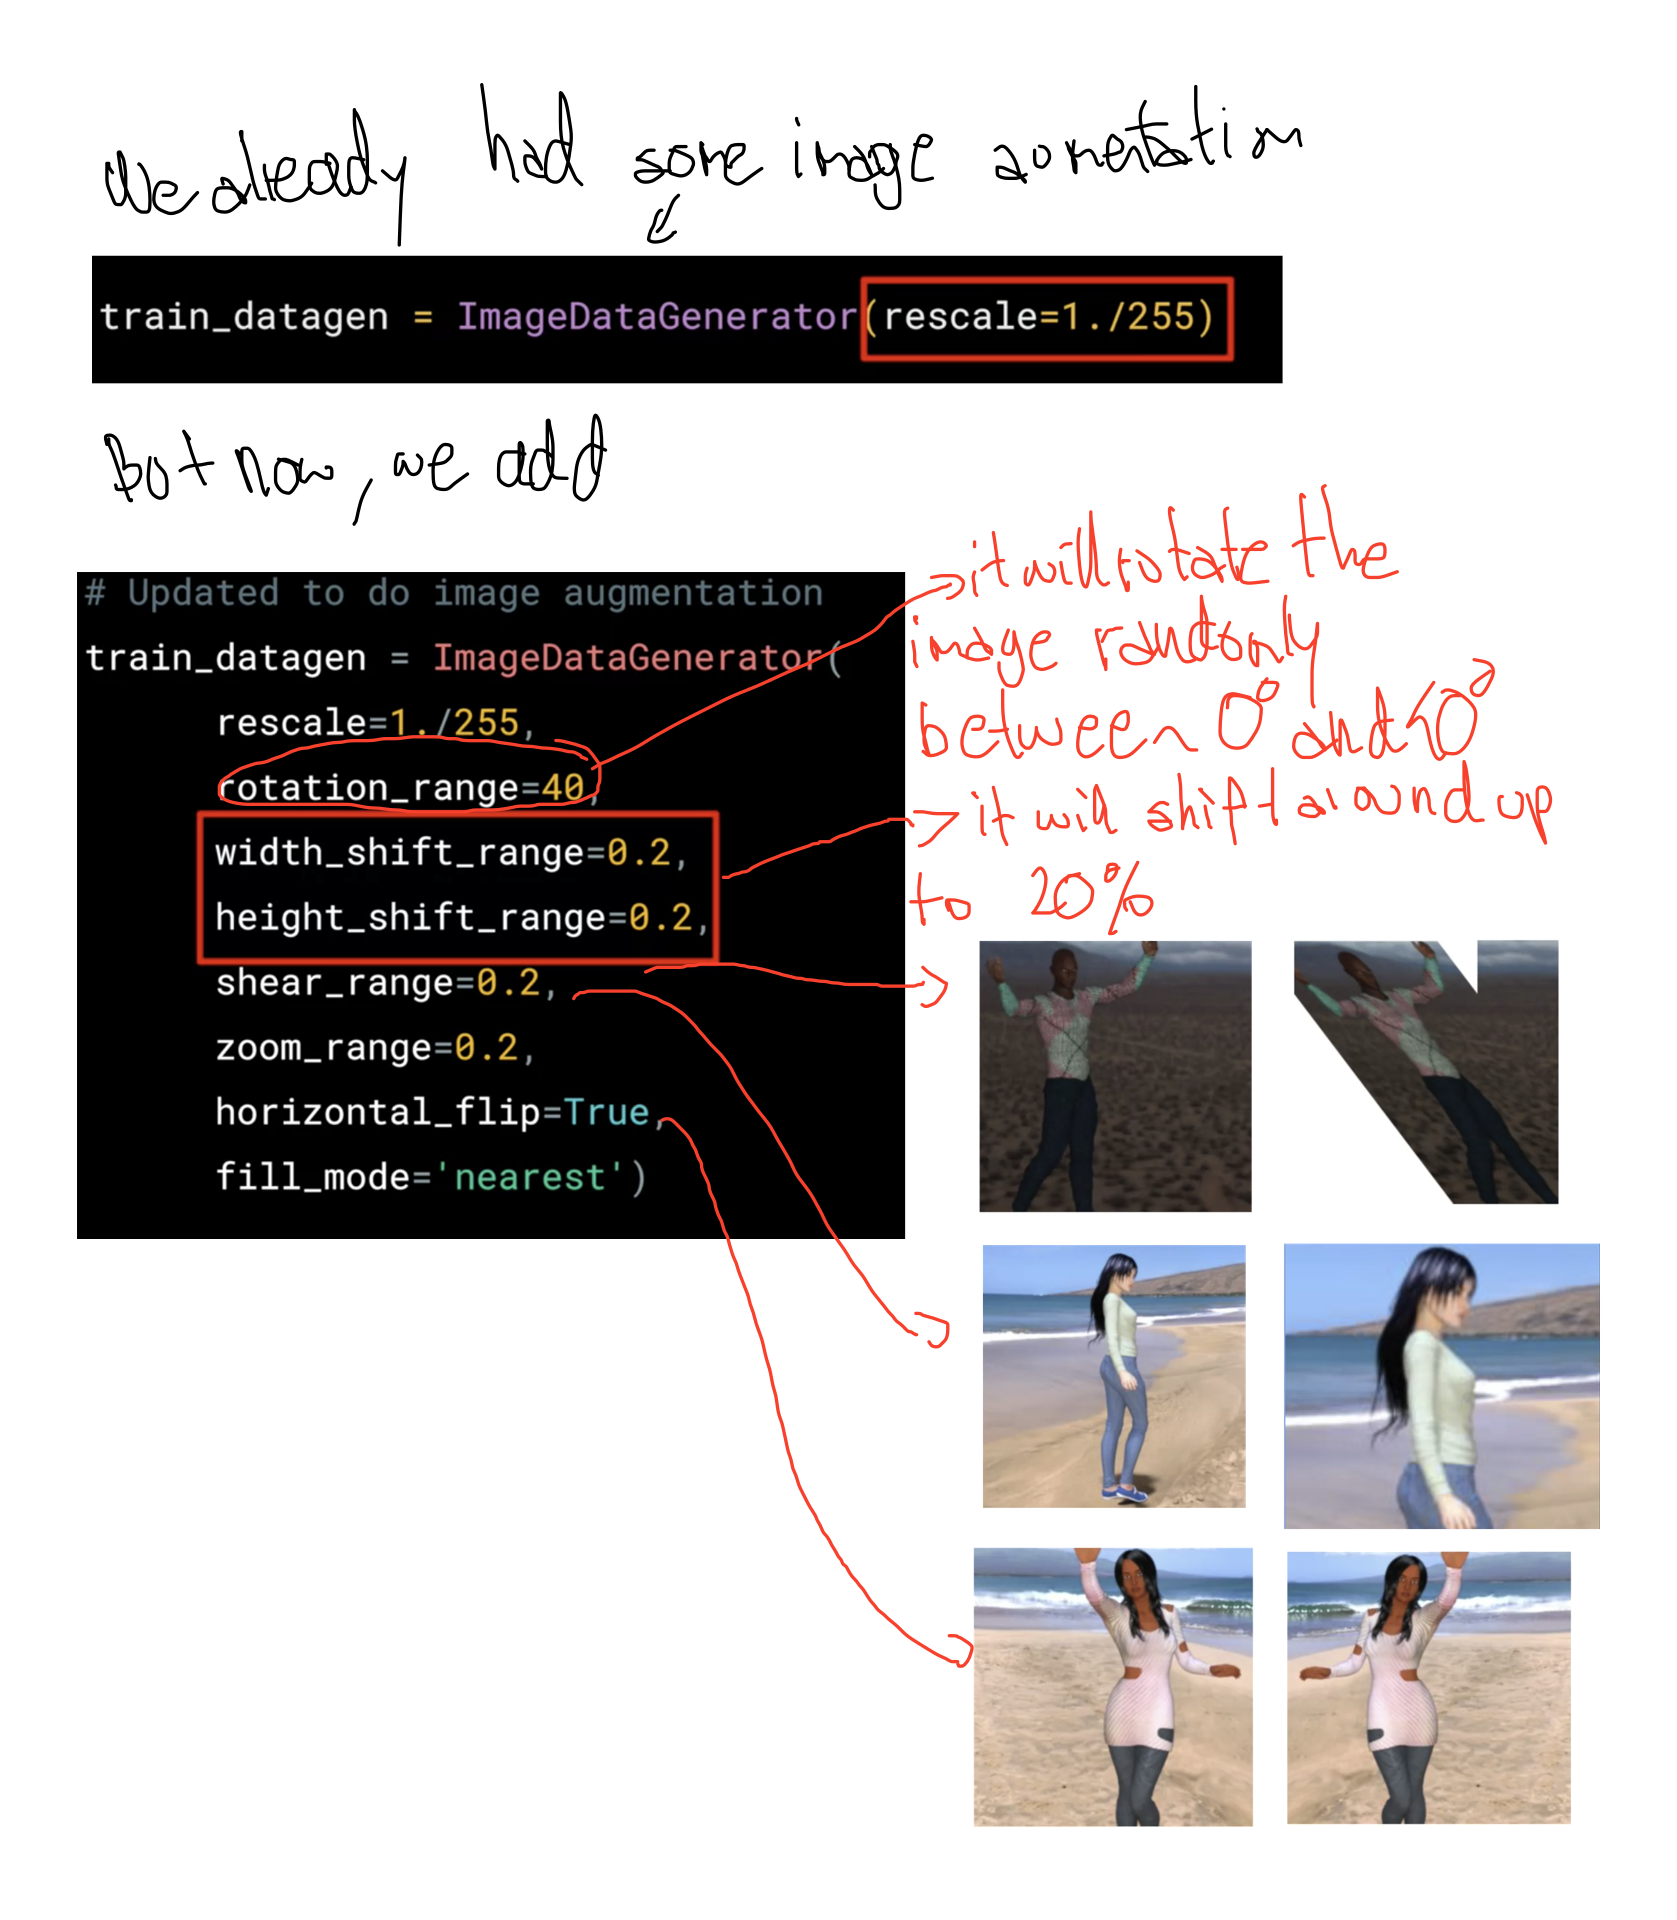 We already had some image aumentation
train_datagen = ImageDataGenerator(rescale=1./255)
But now, we add
# Updated to do image augmentation
train_datagen = ImageDataGenerator(
rescale=1./255,
rotation_range=40,
width_shift_range=0.2,
height_shift_range=0.2,
shear_range=0.2,
zoom_range=0.2,
horizontal_flip=True,
fill_mode='nearest')
it will rotate the
image randomly
between 0° and 40°
it will shift around up
to 20%